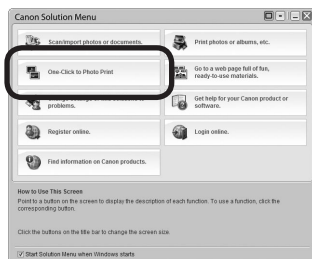 Canon Solution Menu
Scan/import photos or documents.
Print photos or albums, etc.
One-Click to Photo Print
Go to a web page full of fun,
ready-to-use materials.
problems.
Get help for your Canon product or
software.
Register online.
Login online.
Find information on Canon products.
How to Use This Screen
Point to a button on the screen to display the description of each function. To use a function, click the
corresponding button.
Click the buttons on the title bar to change the screen size
Start Solution Menu when Windows starts